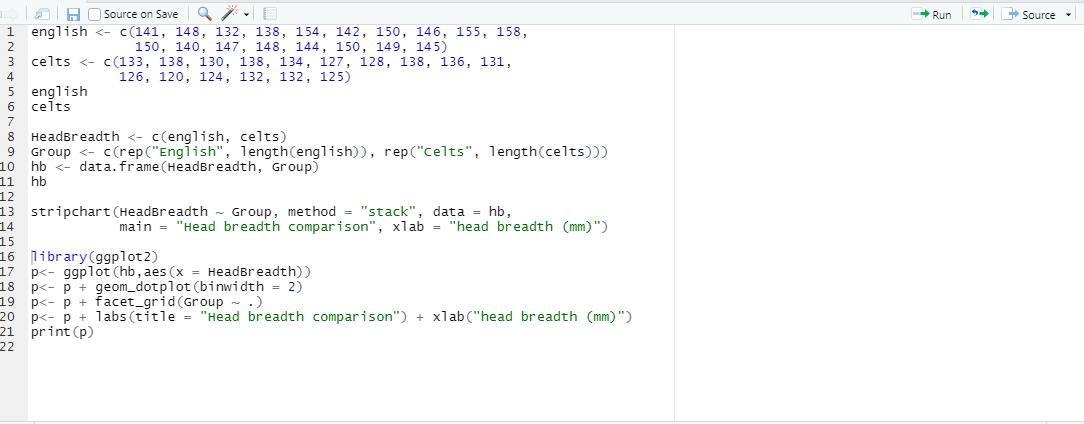 Source on Save Run Source
1 english <- c(141, 148, 132, 138, 154, 142, 150, 146, 155, 158,
2 150, 140, 147, 148, 144, 150, 149, 145)
3 celts <- c(133, 138, 130, 138, 134, 127, 128, 138, 136, 131,
4 126, 120, 124, 132, 132, 125)
5 english
6 celts
7
8 HeadBreadth <- c(english, celts)
9 Group <- c(rep("English", length(english)), rep("Celts", length(celts)))
10 hb <- data.frame(HeadBreadth, Group)
11 hb
12
13 stripchart(HeadBreadth ~ Group, method = "stack", data = hb,
14 main = "Head breadth comparison", xlab = "head breadth (mm)")
15
16 library(ggplot2)
17 p<- ggplot(hb,aes(x = HeadBreadth))
18 p<- p + geom_dotplot(binwidth = 2)
19 p<- p + facet_grid(Group ~ .)
20 p<- p + labs(title = "Head breadth comparison") + xlab("head breadth (mm)")
21 print(p)
22